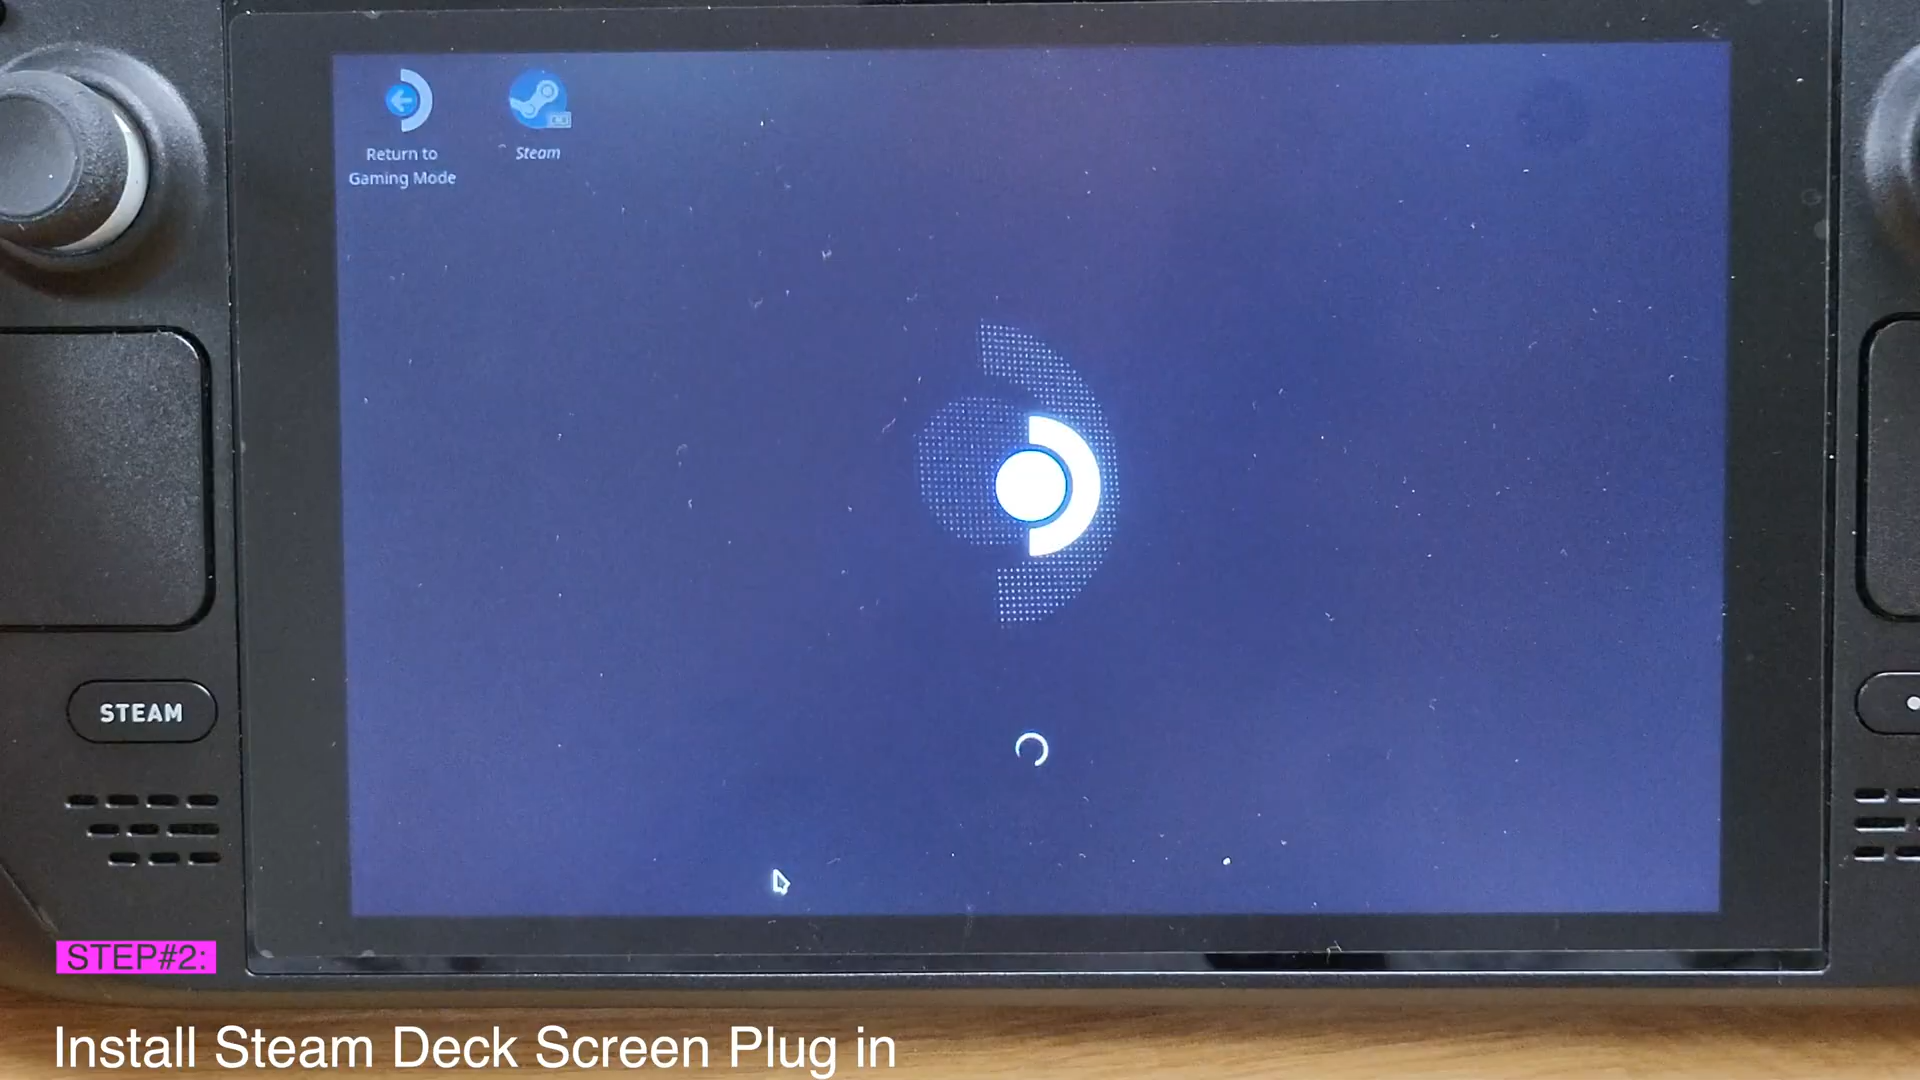 Return to
Gaming Mode
Steam
STEAM
STEP#2:
Install Steam Deck Screen Plug in